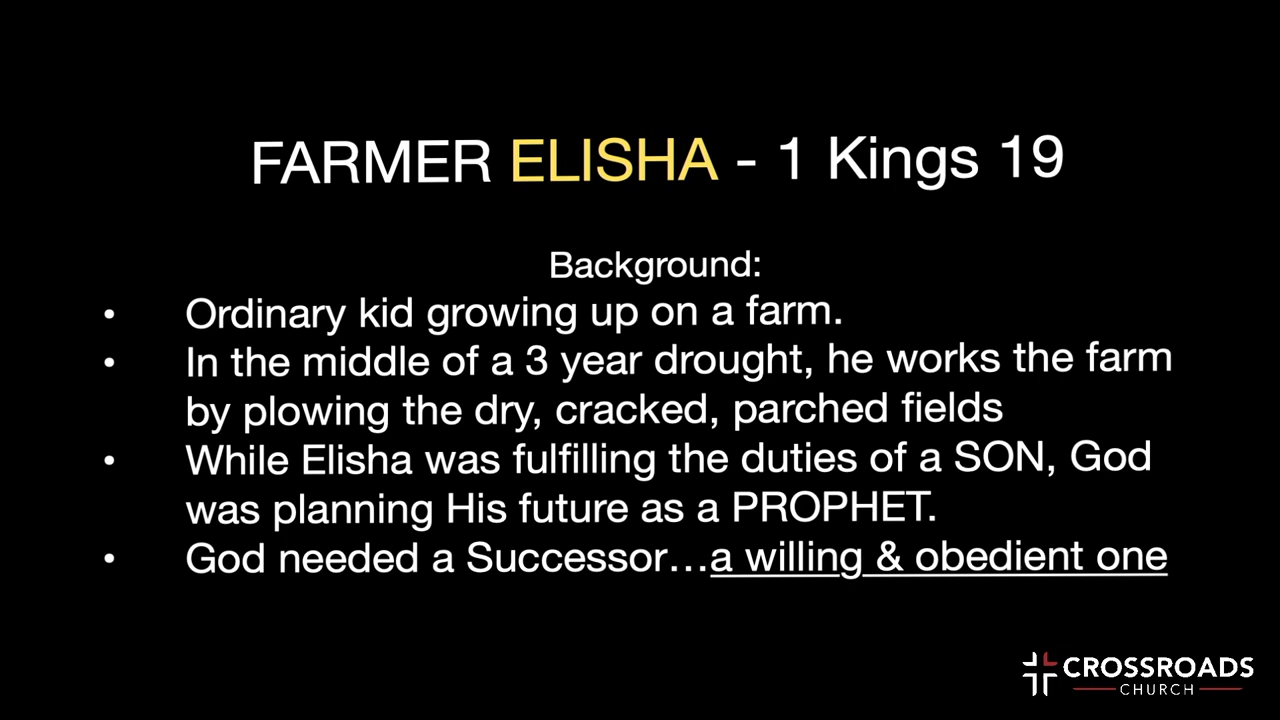 FARMER ELISHA - 1 Kings 19
Background:
• Ordinary kid growing up on a farm.
• In the middle of a 3 year drought, he works the farm
by plowing the dry, cracked, parched fields
• While Elisha was fulfilling the duties of a SON, God
was planning His future as a PROPHET.
• God needed a Successor…a willing & obedient one
CROSSROADS
CHURCH